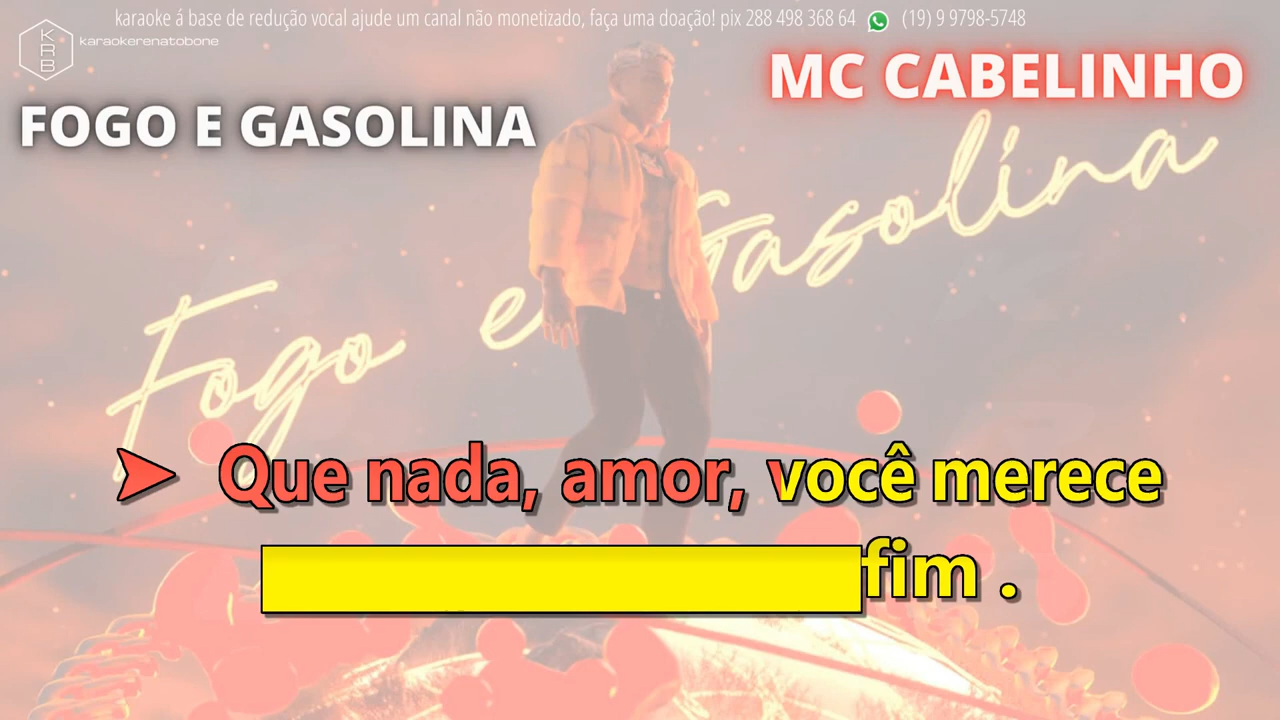 karaoke á base de redução vocal ajude um canal não monetizado, faça uma doação! pix 288 498 368 64 (19) 9 9798-5748
KRB karaokerenatobone
MC CABELINHO
FOGO E GASOLINA
Fogo e Gasolina
Que nada, amor, você merece
fim .